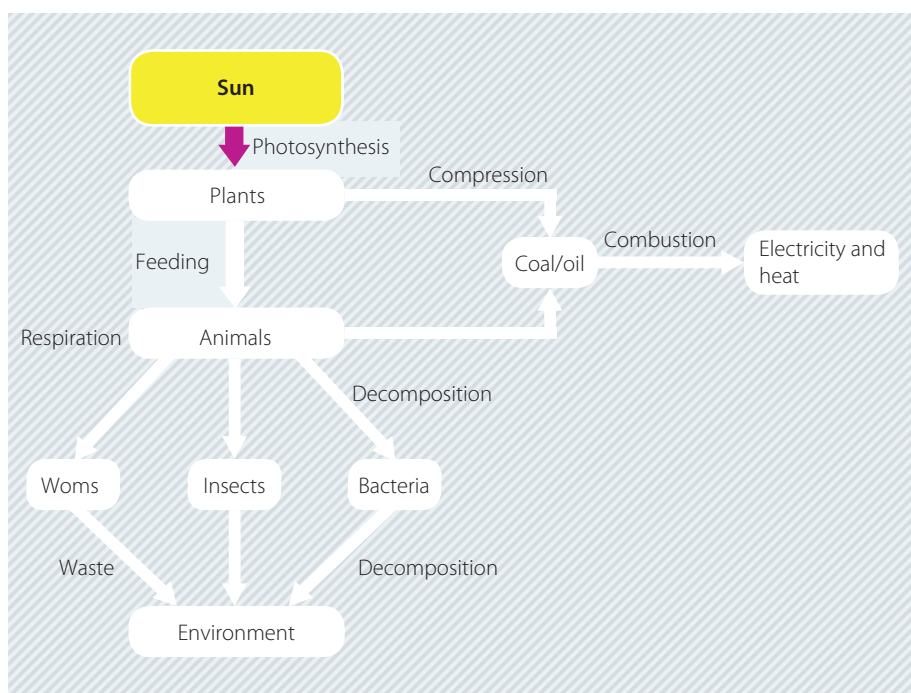 Sun
Photosynthesis
Plants
Compression
Feeding
Coal/oil
Combustion
Electricity and
heat
Respiration
Animals
Decomposition
Woms
Insects
Bacteria
Waste
Decomposition
Environment